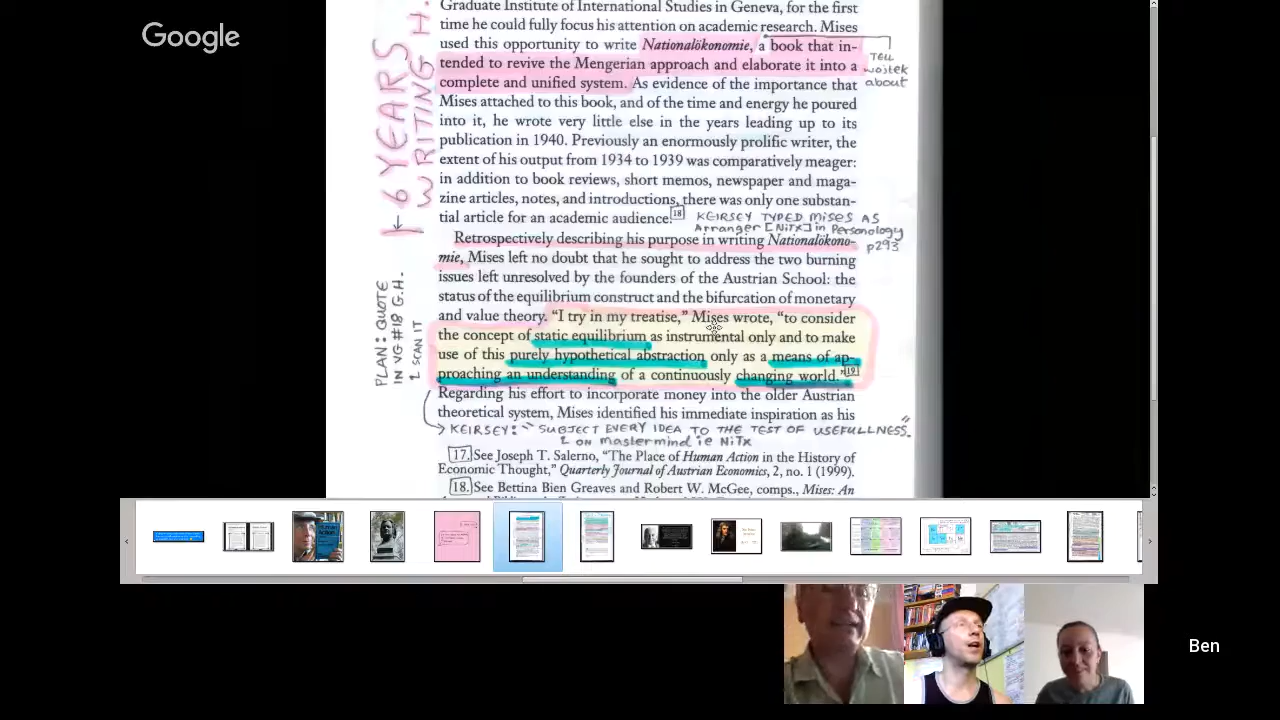 Google
Graduate Institute of International Studies in Geneva, for the first
time he could fully focus his attention on academic research. Mises
used this opportunity to write Nationalökonomie, a book that in-
tended to revive the Mengerian approach and elaborate it into a
complete and unified system. As evidence of the importance that
Mises attached to this book, and of the time and energy he poured
into it, he wrote very little else in the years leading up to its
publication in 1940. Previously an enormously prolific writer, the
extent of his output from 1934 to 1939 was comparatively meager:
in addition to book reviews, short memos, newspaper and maga-
zine articles, notes, and introductions, there was only one substan-
tial article for an academic audience.18
Retrospectively describing his purpose in writing Nationalökono-
mie, Mises left no doubt that he sought to address the two burning
issues left unresolved by the founders of the Austrian School: the
status of the equilibrium construct and the bifurcation of monetary
and value theory. “I try in my treatise,” Mises wrote, “to consider
the concept of static equilibrium as instrumental only and to make
use of this purely hypothetical abstraction only as a means of ap-
proaching an understanding of a continuously changing world.”19
Regarding his effort to incorporate money into the older Austrian
theoretical system, Mises identified his immediate inspiration as his
KEIRSEY: "SUBJECT EVERY IDEA TO THE TEST OF USEFULLNESS."
ON mastermind ie NiTx
17. See Joseph T. Salerno, “The Place of Human Action in the History of
Economic Thought,” Quarterly Journal of Austrian Economics, 2, no. 1 (1999).
18. See Bettina Bien Greaves and Robert W. McGee, comps., Mises: An
6 YEARS
WRITING H.
TELL
wojtek
about
KEIRSEY TYPED MISES AS
Arranger [NiTx] in Personology
p293
PLAN: QUOTE
IN VG #18 G.H.
SCAN IT
Ben